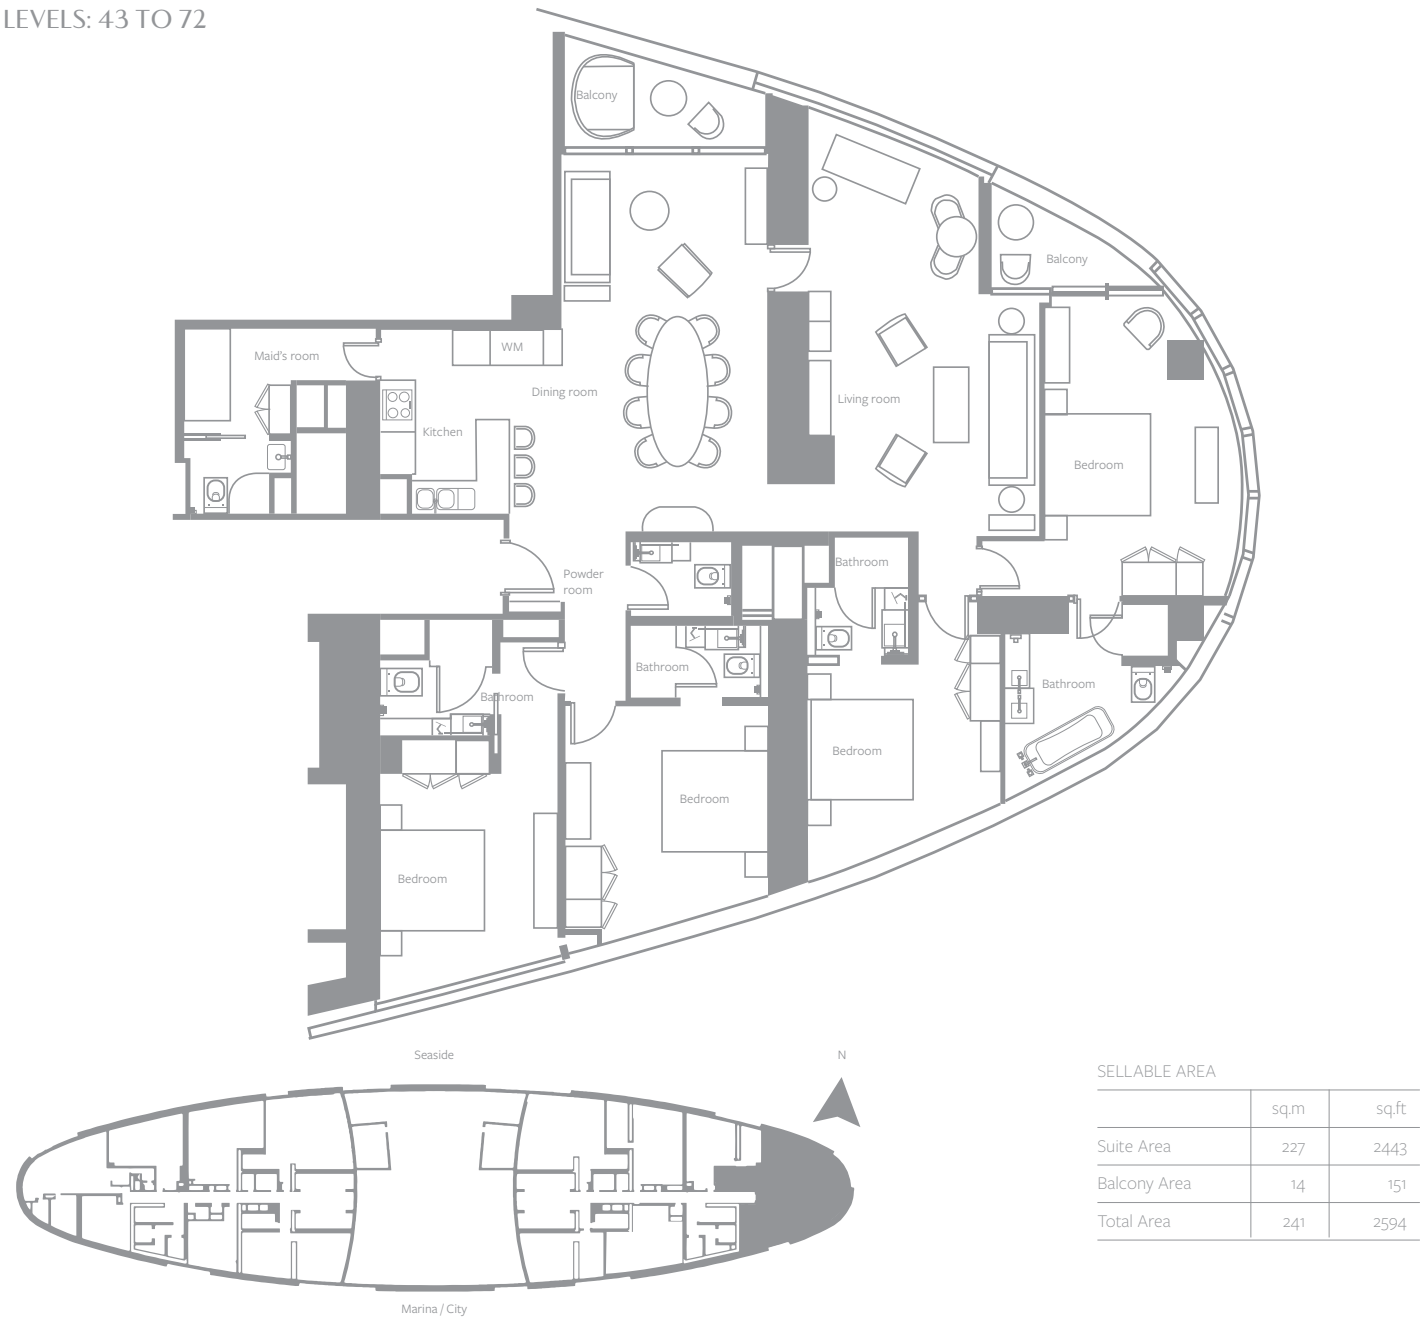 LEVELS: 43 TO 72
Balcony
Balcony
Maid's room
WM
Dining room
Living room
Kitchen
Bedroom
Bathroom
Powder
room
Bathroom
Bathroom
Bathroom
Bedroom
Bedroom
Bedroom
Seaside
N
SELLABLE AREA
sq.m sq.ft
Suite Area 227 2443
Balcony Area 14 151
Total Area 241 2594
Marina / City